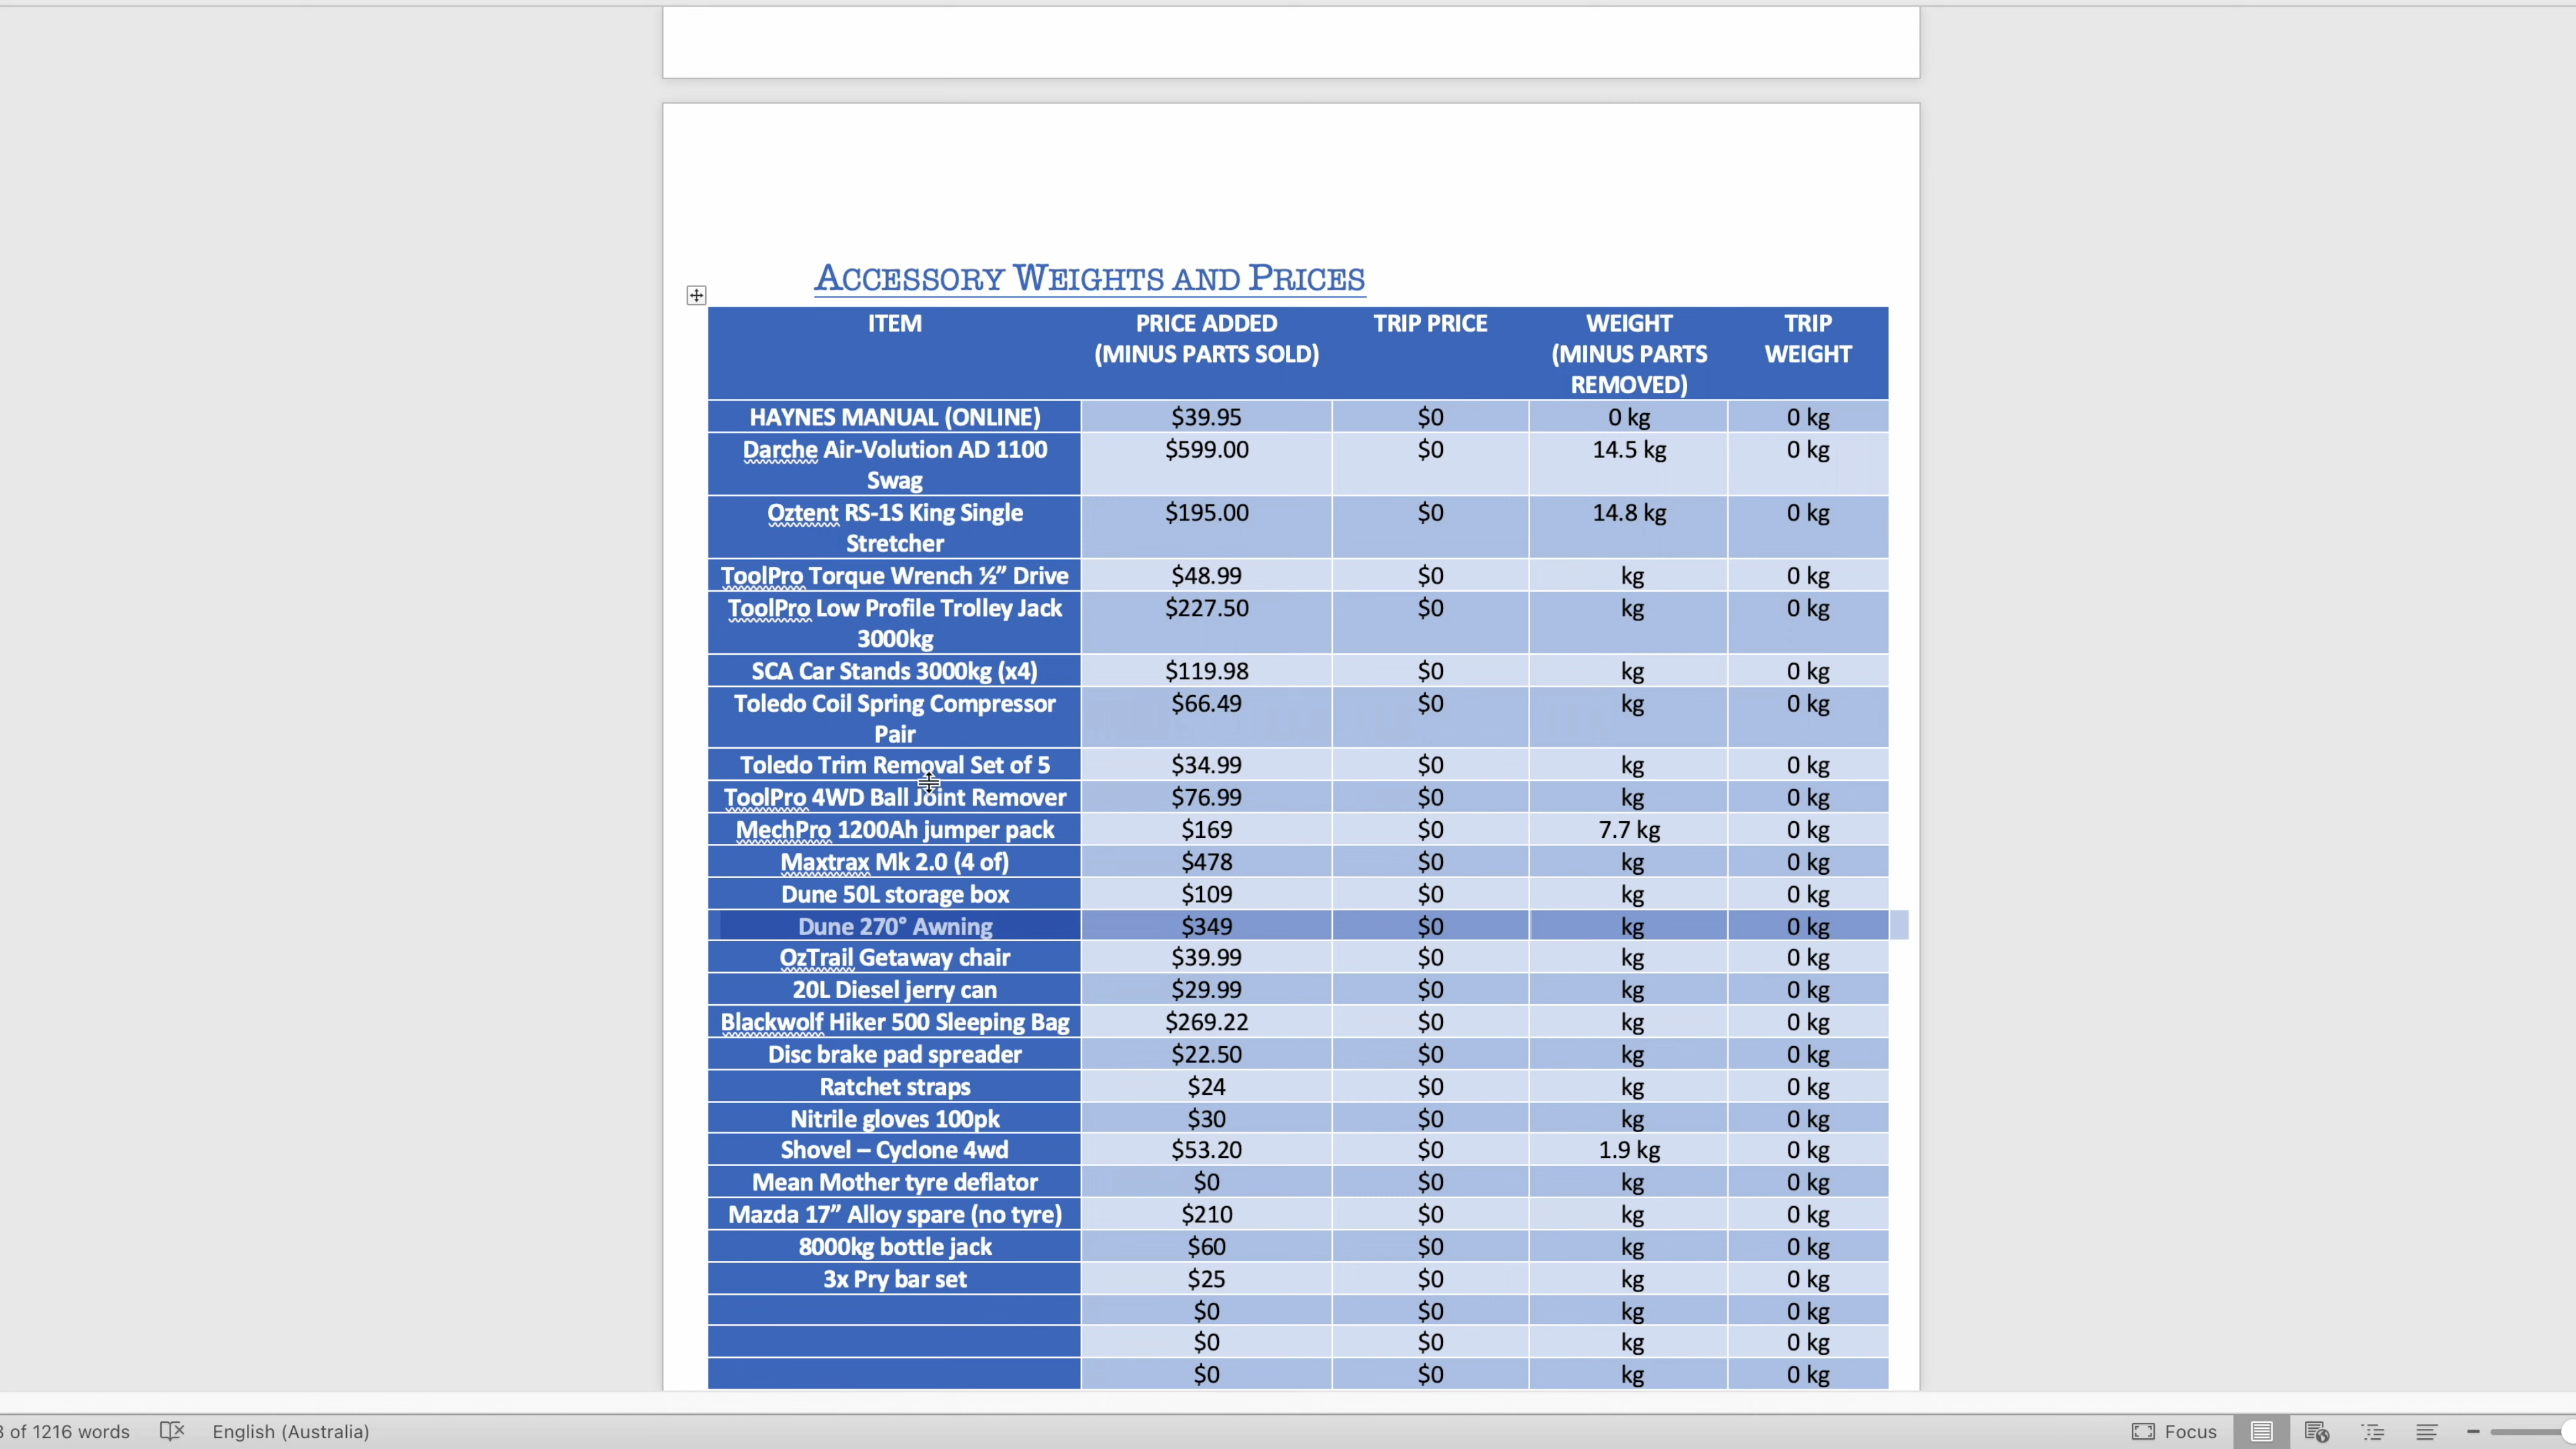 ACCESSORY WEIGHTS AND PRICES
ITEM PRICE ADDED (MINUS PARTS SOLD) TRIP PRICE WEIGHT (MINUS PARTS REMOVED) TRIP WEIGHT
HAYNES MANUAL (ONLINE) $39.95 $0 0 kg 0 kg
Darche Air-Volution AD 1100 $599.00 $0 14.5 kg 0 kg
Swag
Oztent RS-1S King Single $195.00 $0 14.8 kg 0 kg
Stretcher
ToolPro Torque Wrench ½” Drive $48.99 $0 kg 0 kg
ToolPro Low Profile Trolley Jack $227.50 $0 kg 0 kg
3000kg
SCA Car Stands 3000kg (x4) $119.98 $0 kg 0 kg
Toledo Coil Spring Compressor $66.49 $0 kg 0 kg
Pair
Toledo Trim Removal Set of 5 $34.99 $0 kg 0 kg
ToolPro 4WD Ball Joint Remover $76.99 $0 kg 0 kg
MechPro 1200Ah jumper pack $169 $0 7.7 kg 0 kg
Maxtrax Mk 2.0 (4 of) $478 $0 kg 0 kg
Dune 50L storage box $109 $0 kg 0 kg
Dune 270° Awning $349 $0 kg 0 kg
OzTrail Getaway chair $39.99 $0 kg 0 kg
20L Diesel jerry can $29.99 $0 kg 0 kg
Blackwolf Hiker 500 Sleeping Bag $269.22 $0 kg 0 kg
Disc brake pad spreader $22.50 $0 kg 0 kg
Ratchet straps $24 $0 kg 0 kg
Nitrile gloves 100pk $30 $0 kg 0 kg
Shovel – Cyclone 4wd $53.20 $0 1.9 kg 0 kg
Mean Mother tyre deflator $0 $0 kg 0 kg
Mazda 17” Alloy spare (no tyre) $210 $0 kg 0 kg
8000kg bottle jack $60 $0 kg 0 kg
3x Pry bar set $25 $0 kg 0 kg
$0 $0 kg 0 kg
$0 $0 kg 0 kg
$0 $0 kg 0 kg
of 1216 words English (Australia) Focus